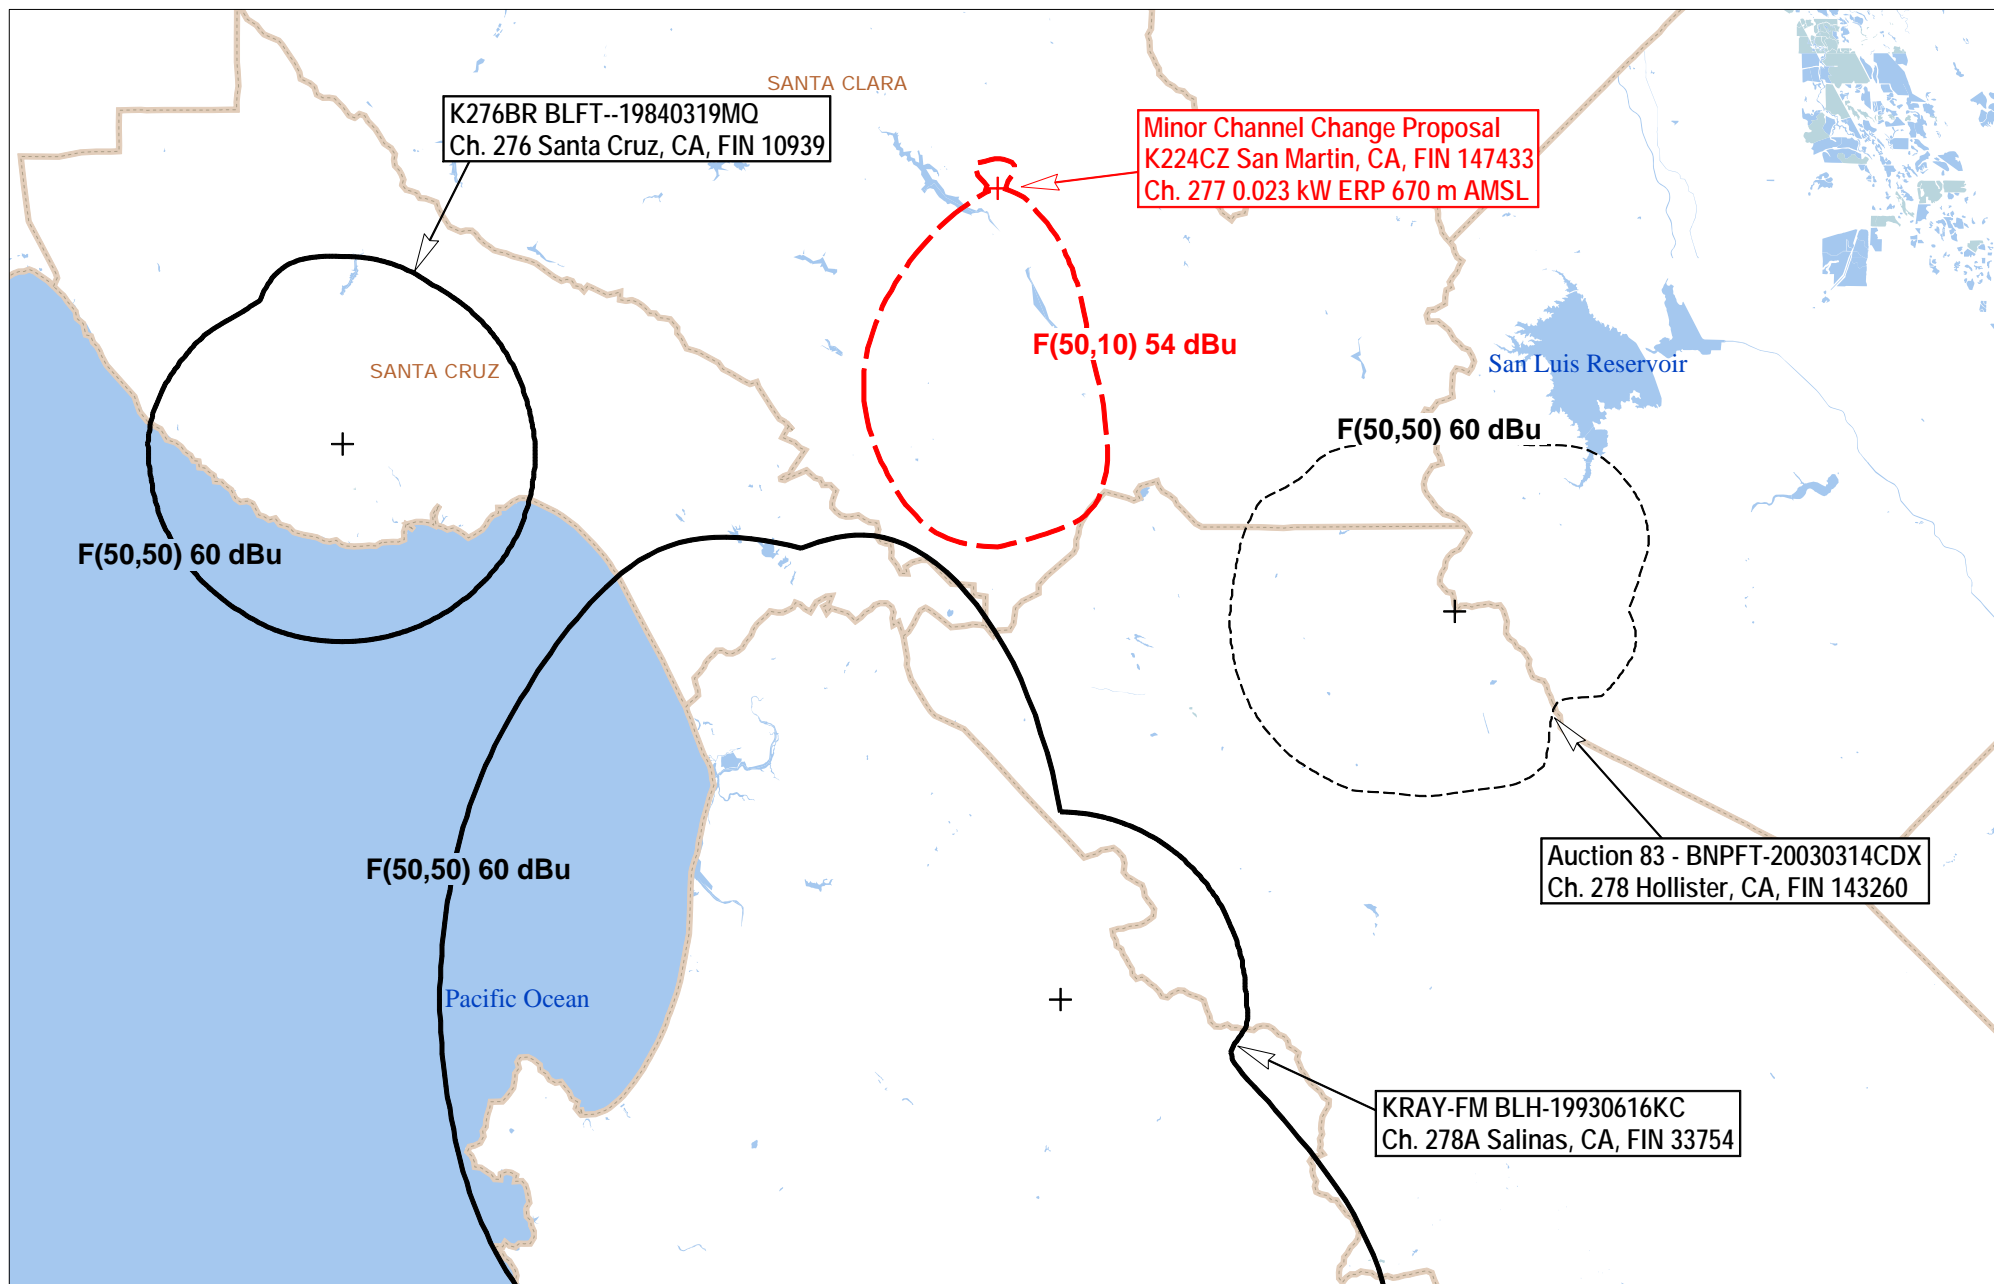 SANTA CLARA
K276BR BLFT--19840319MQ
Ch. 276 Santa Cruz, CA, FIN 10939
Minor Channel Change Proposal
K224CZ San Martin, CA, FIN 147433
Ch. 277 0.023 kW ERP 670 m AMSL
F(50,10) 54 dBu
San Luis Reservoir
SANTA CRUZ
F(50,50) 60 dBu
F(50,50) 60 dBu
F(50,50) 60 dBu
Auction 83 - BNPFT-20030314CDX
Ch. 278 Hollister, CA, FIN 143260
Pacific Ocean
KRAY-FM BLH-19930616KC
Ch. 278A Salinas, CA, FIN 33754